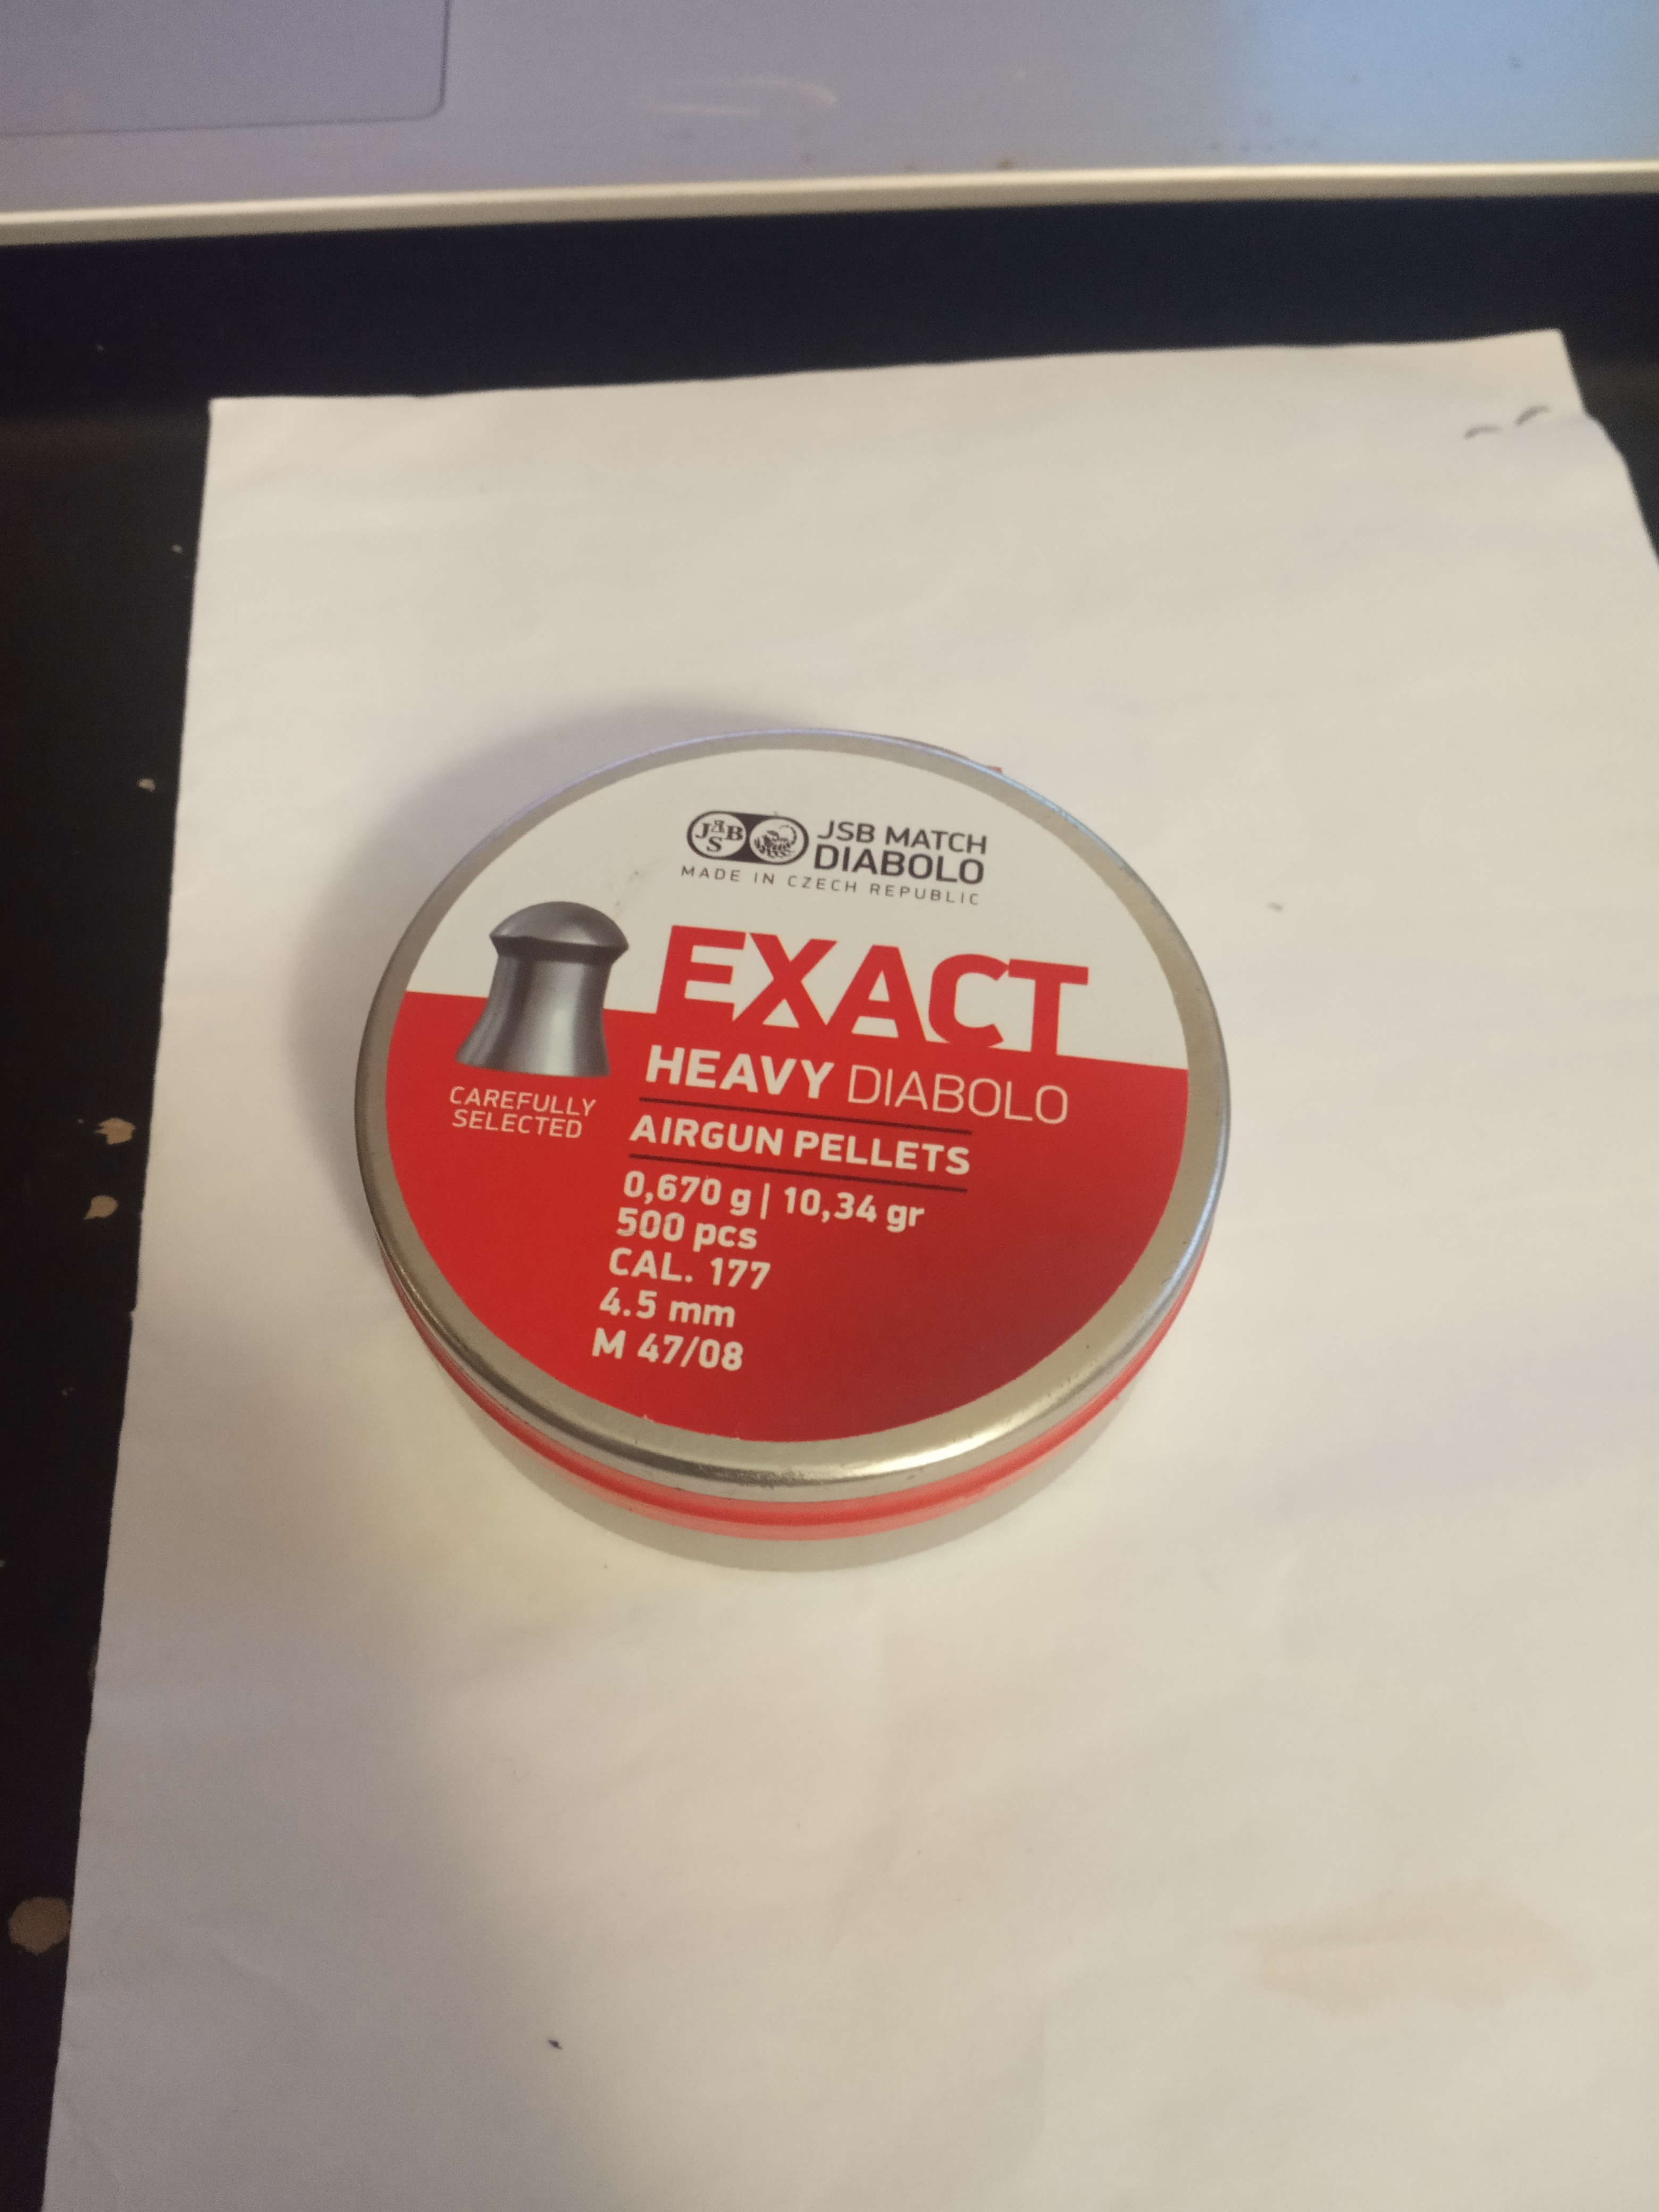 JSB
JSB MATCH
DIABOLO
MADE IN CZECH REPUBLIC
EXACT
HEAVY DIABOLO
CAREFULLY
SELECTED
AIRGUN PELLETS
0,670 g | 10,34 gr
500 pcs
CAL. 177
4.5 mm
M 47/08